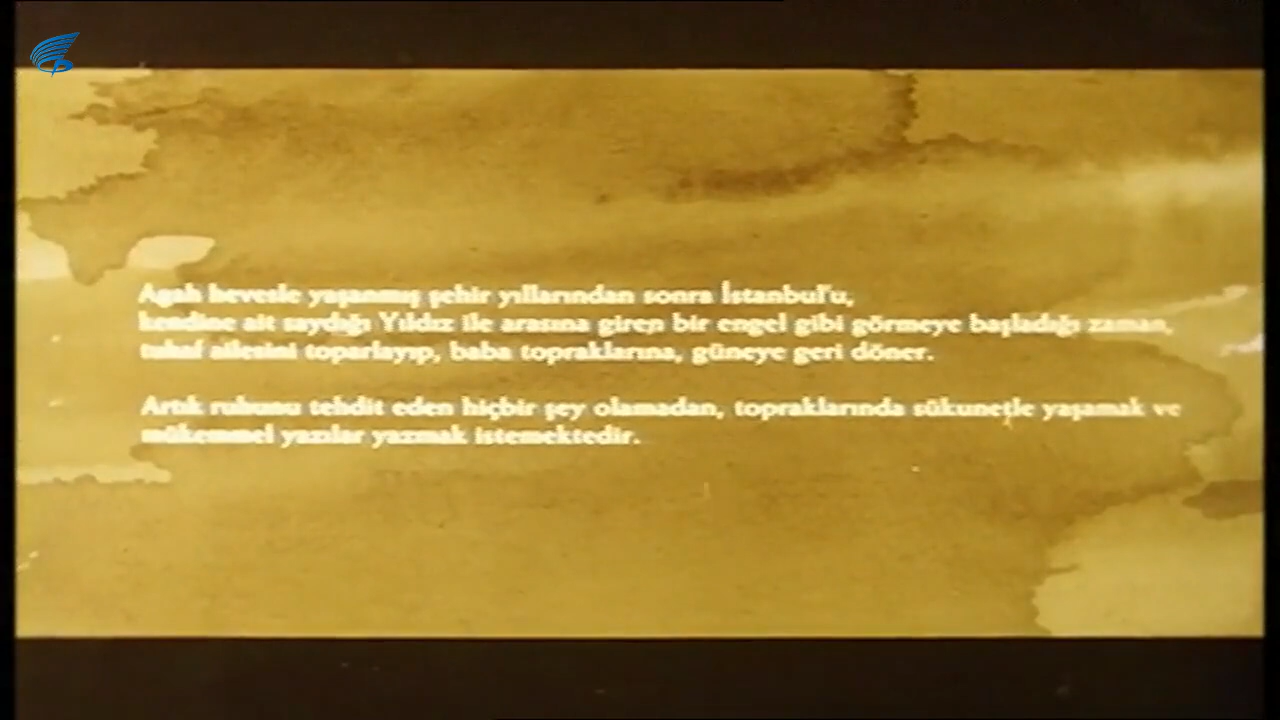 Agah hevesle yaşanmış şehir yıllarından sonra İstanbul'u,
kendine ait saydığı Yıldız ile arasına giren bir engel gibi görmeye başladığı zaman,
tuhaf ailesini toparlayıp, baba topraklarına, güneye geri döner.
Artık ruhunu tehdit eden hiçbir şey olamadan, topraklarında sükunetle yaşamak ve
mükemmel yazılar yazmak istemektedir.